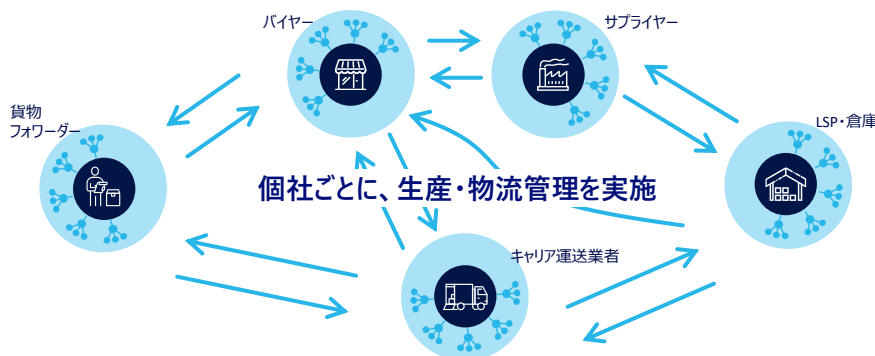 バイヤー
サプライヤー
貨物
フォワーダー
LSP・倉庫
個社ごとに、生産・物流管理を実施
キャリア運送業者